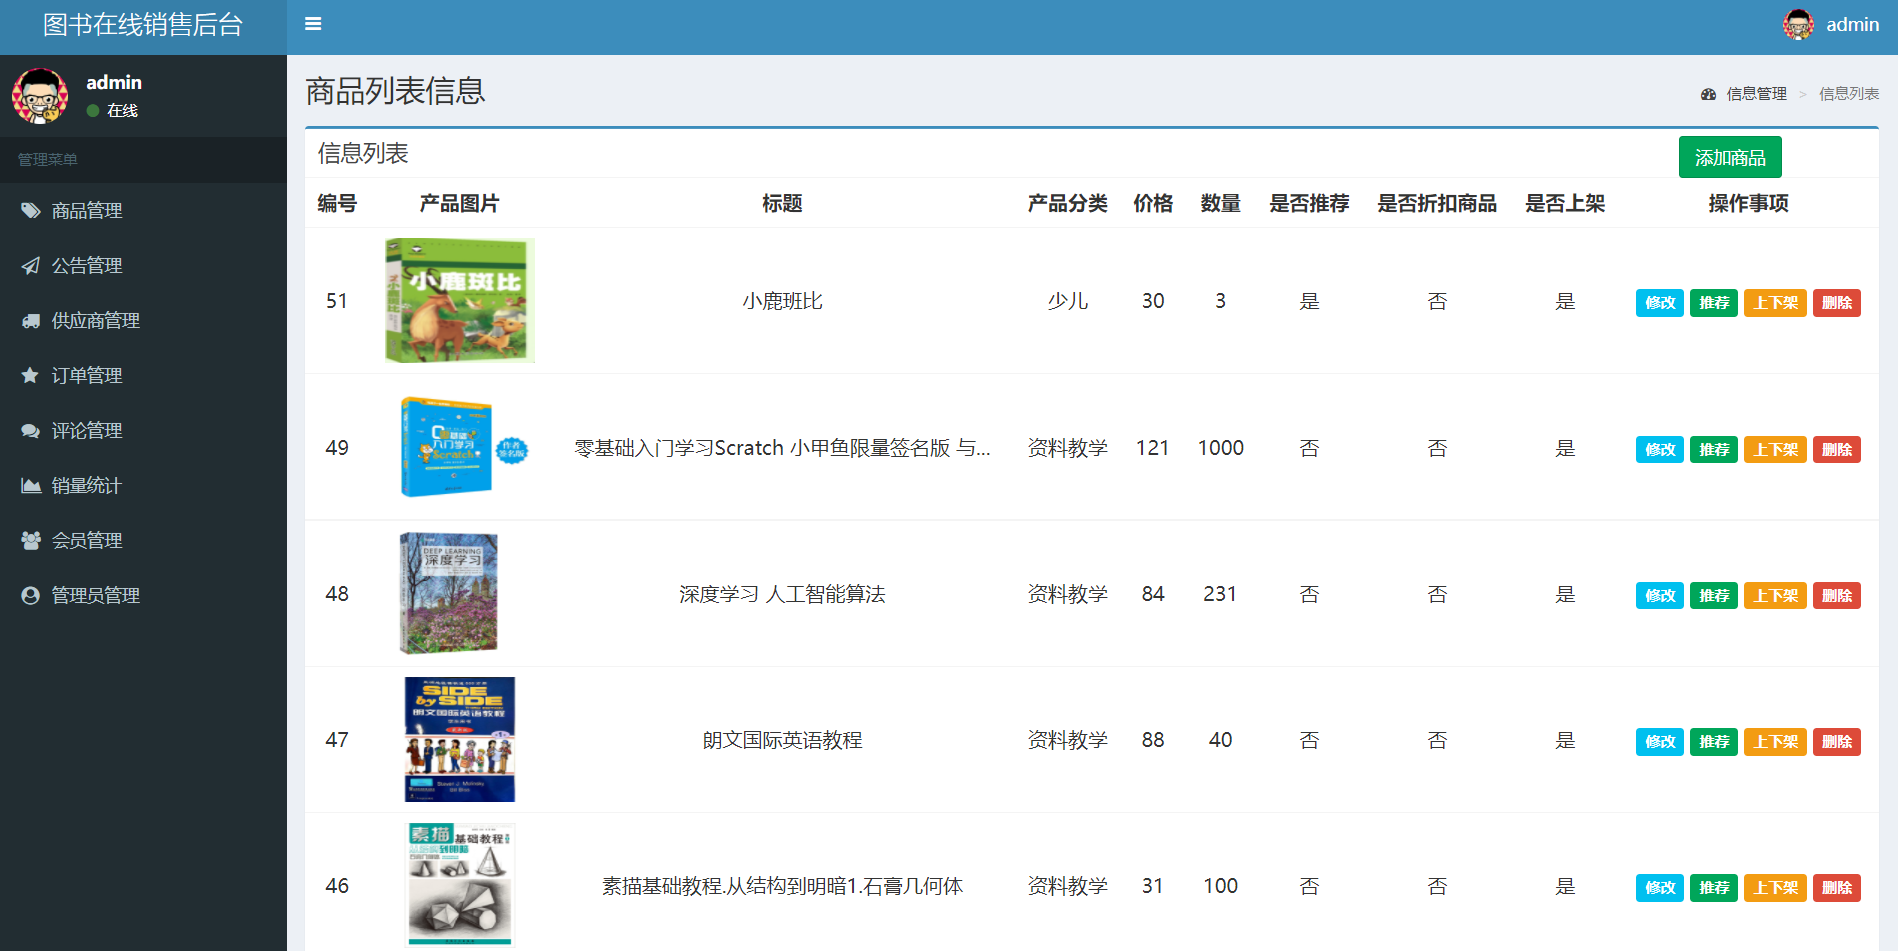 图书在线销售后台
admin
admin
在线
管理菜单
商品管理
公告管理
供应商管理
订单管理
评论管理
销量统计
会员管理
管理员管理
商品列表信息
信息管理 > 信息列表
信息列表
添加商品
编号 产品图片 标题 产品分类 价格 数量 是否推荐 是否折扣商品 是否上架 操作事项
小鹿斑比
51 小鹿班比 少儿 30 3 是 否 是 修改 推荐 上下架 删除
基础
入门学习
Scratch
作者
签名版
49 零基础入门学习Scratch 小甲鱼限量签名版 与... 资料教学 121 1000 否 否 是 修改 推荐 上下架 删除
DEEP LEARNING
深度学习
48 深度学习 人工智能算法 资料教学 84 231 否 否 是 修改 推荐 上下架 删除
SIDE
by SIDE
朗文国际英语教程
47 朗文国际英语教程 资料教学 88 40 否 否 是 修改 推荐 上下架 删除
素描 基础教程
46 素描基础教程.从结构到明暗1.石膏几何体 资料教学 31 100 否 否 是 修改 推荐 上下架 删除